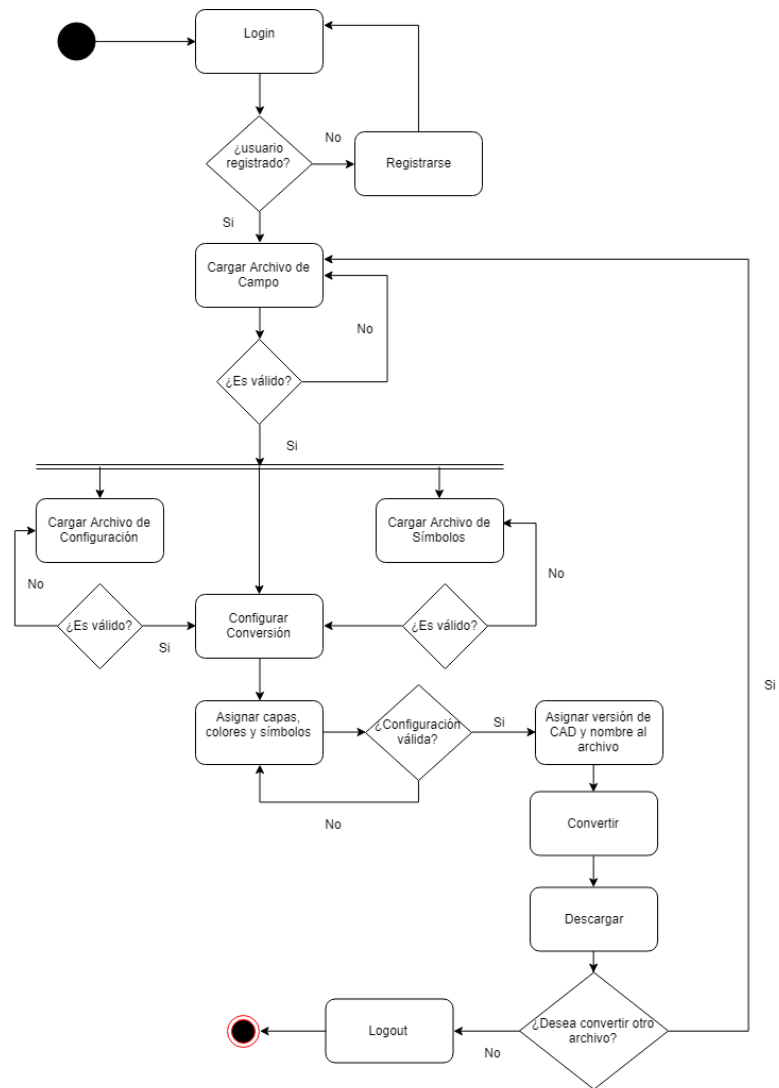 Login
¿usuario
registrado?
No
Registrarse
Si
Cargar Archivo de
Campo
No
¿Es válido?
Si
Cargar Archivo de
Configuración
Cargar Archivo de
Símbolos
No
No
¿Es válido?
Si
Configurar
Conversión
¿Es válido?
Si
Asignar capas,
colores y símbolos
¿Configuración
válida?
Si
Asignar versión de
CAD y nombre al
archivo
No
Convertir
Descargar
¿Desea convertir otro
archivo?
No
Logout